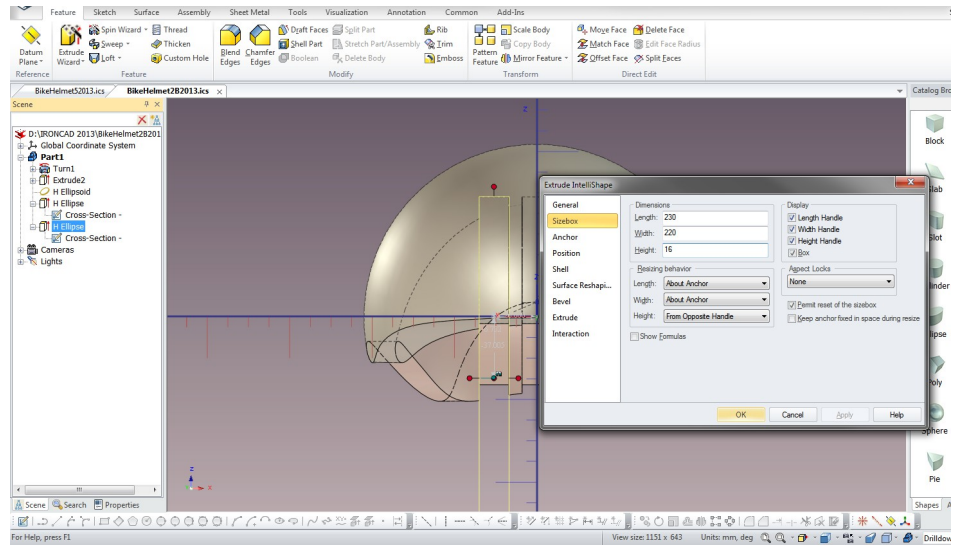 Feature Sketch Surface Assembly Sheet Metal Tools Visualization Annotation Common Add-Ins
Datum Plane
Reference
Extrude Wizard
Spin Wizard Thread
Sweep Thicken
Loft Custom Hole
Feature
Blend Edges
Chamfer Edges
Draft Faces Split Part Rib
Shell Part Stretch Part/Assembly Trim
Boolean Delete Body Emboss
Modify
Pattern Feature
Scale Body
Copy Body
Mirror Feature
Transform
Move Face Delete Face
Match Face Edit Face Radius
Offset Face Split Faces
Direct Edit
BikeHelmet52013.ics BikeHelmet2B2013.ics x
Catalog Bro
Scene
D:\IRONCAD 2013\BikeHelmet2B201
Global Coordinate System
Part1
Turn1
Extrude2
H Ellipsoid
H Ellipse
Cross-Section -
H Ellipse
Cross-Section -
Cameras
Lights
Scene Search Properties
z
z
x
Extrude IntelliShape
General
Sizebox
Anchor
Position
Shell
Surface Reshapi...
Bevel
Extrude
Interaction
Dimensions
Length: 230
Width: 220
Height: 16
Resizing behavior
Length: About Anchor
Width: About Anchor
Height: From Opposite Handle
Show Formulas
Display
Length Handle
Width Handle
Height Handle
Box
Aspect Locks
None
Permit reset of the sizebox
Keep anchor fixed in space during resize
OK Cancel Apply Help
Block
lab
Slot
inder
lipse
Poly
Sphere
Pie
Shapes
For Help, press F1
View size: 1151 x 643 Units: mm, deg
Drilldow